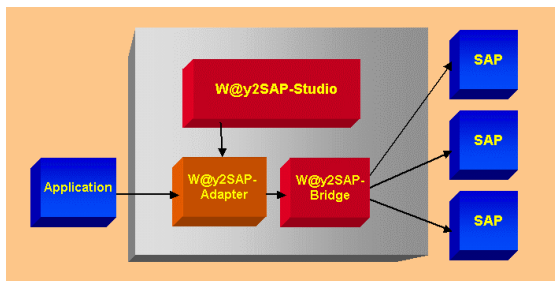 SAP
W@y2SAP-Studio
SAP
Application
W@y2SAP-
Adapter
W@y2SAP-
Bridge
SAP